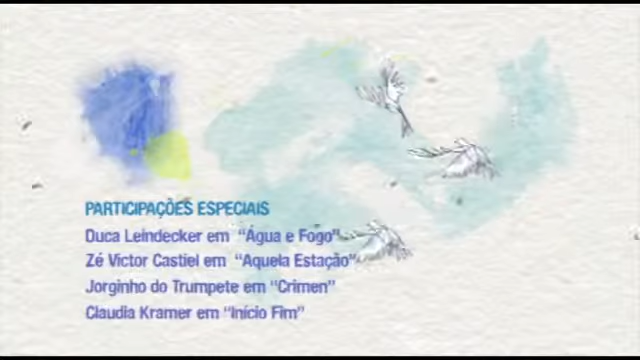 PARTICIPAÇÕES ESPECIAIS
Duca Leindecker em "Água e Fogo"
Zé Victor Castiel em "Aquela Estação"
Jorginho do Trumpete em "Crimen"
Claudia Kramer em "Início Fim"